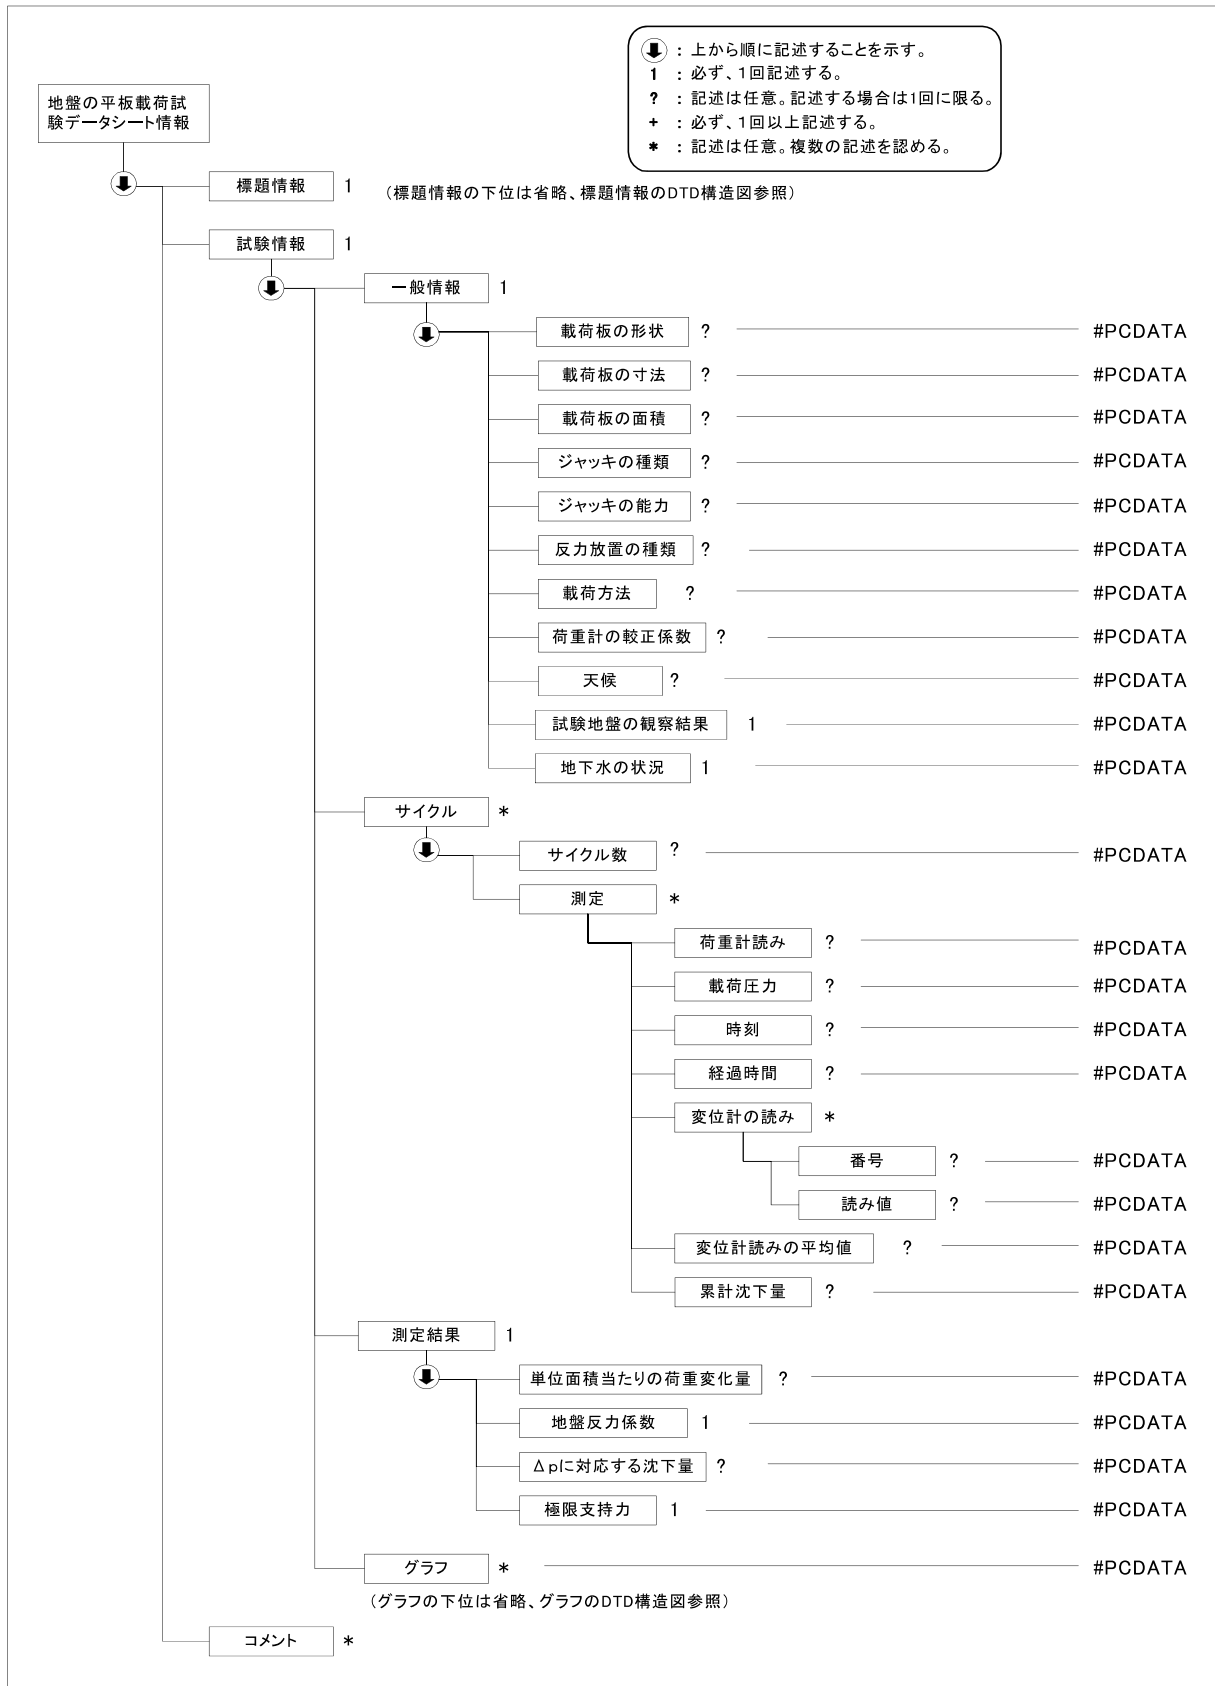 : 上から順に記述することを示す。
1 : 必ず、1回記述する。
? : 記述は任意。記述する場合は1回に限る。
+ : 必ず、1回以上記述する。
* : 記述は任意。複数の記述を認める。
地盤の平板載荷試
験データシート情報
標題情報 1 (標題情報の下位は省略、標題情報のDTD構造図参照)
試験情報 1
一般情報 1
載荷板の形状 ? #PCDATA
載荷板の寸法 ? #PCDATA
載荷板の面積 ? #PCDATA
ジャッキの種類 ? #PCDATA
ジャッキの能力 ? #PCDATA
反力放置の種類 ? #PCDATA
載荷方法 ? #PCDATA
荷重計の較正係数 ? #PCDATA
天候 ? #PCDATA
試験地盤の観察結果 1 #PCDATA
地下水の状況 1 #PCDATA
サイクル *
サイクル数 ? #PCDATA
測定 *
荷重計読み ? #PCDATA
載荷圧力 ? #PCDATA
時刻 ? #PCDATA
経過時間 ? #PCDATA
変位計の読み *
番号 ? #PCDATA
読み値 ? #PCDATA
変位計読みの平均値 ? #PCDATA
累計沈下量 ? #PCDATA
測定結果 1
単位面積当たりの荷重変化量 ? #PCDATA
地盤反力係数 1 #PCDATA
Δpに対応する沈下量 ? #PCDATA
極限支持力 1 #PCDATA
グラフ * #PCDATA
(グラフの下位は省略、グラフのDTD構造図参照)
コメント *